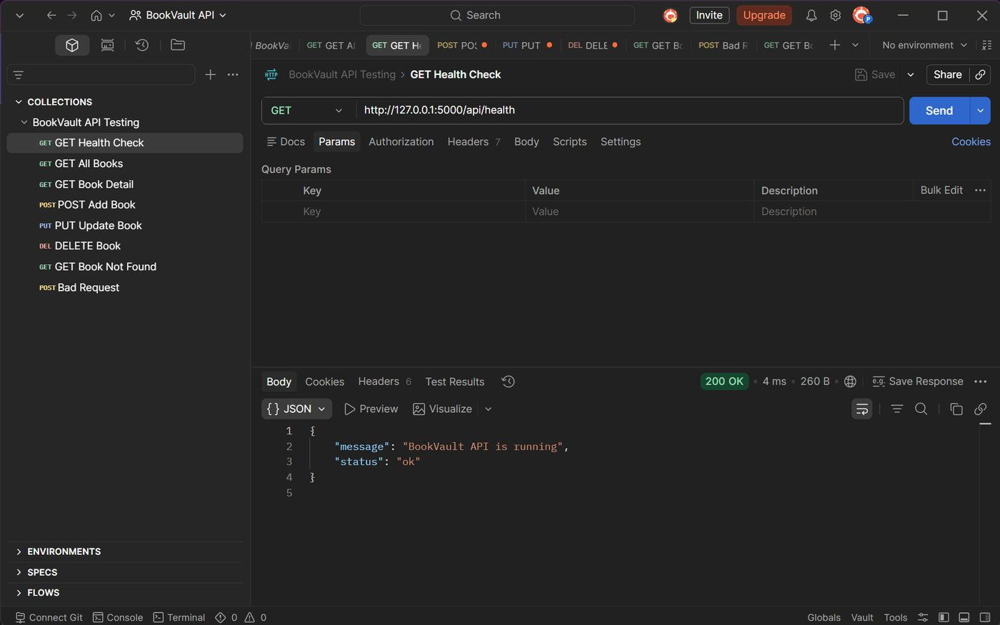 BookVault API
Search
Invite
Upgrade
BookVa
GET GET Al
GET GET He
POST POS
PUT PUT
DEL DELE
GET GET Bo
POST Bad R
GET GET Bo
No environment
BookVault API Testing > GET Health Check
Save
Share
COLLECTIONS
BookVault API Testing
GET GET Health Check
GET GET All Books
GET GET Book Detail
POST POST Add Book
PUT PUT Update Book
DEL DELETE Book
GET GET Book Not Found
POST Bad Request
ENVIRONMENTS
SPECS
FLOWS
HTTP
GET
http://127.0.0.1:5000/api/health
Send
Docs
Params
Authorization
Headers 7
Body
Scripts
Settings
Cookies
Query Params
Key
Value
Description
Bulk Edit
Key
Value
Description
Body
Cookies
Headers 6
Test Results
200 OK
4 ms
260 B
e.g. Save Response
{} JSON
Preview
Visualize
1 {
2 "message": "BookVault API is running",
3 "status": "ok"
4 }
5
Connect Git
Console
Terminal
0
0
Globals
Vault
Tools